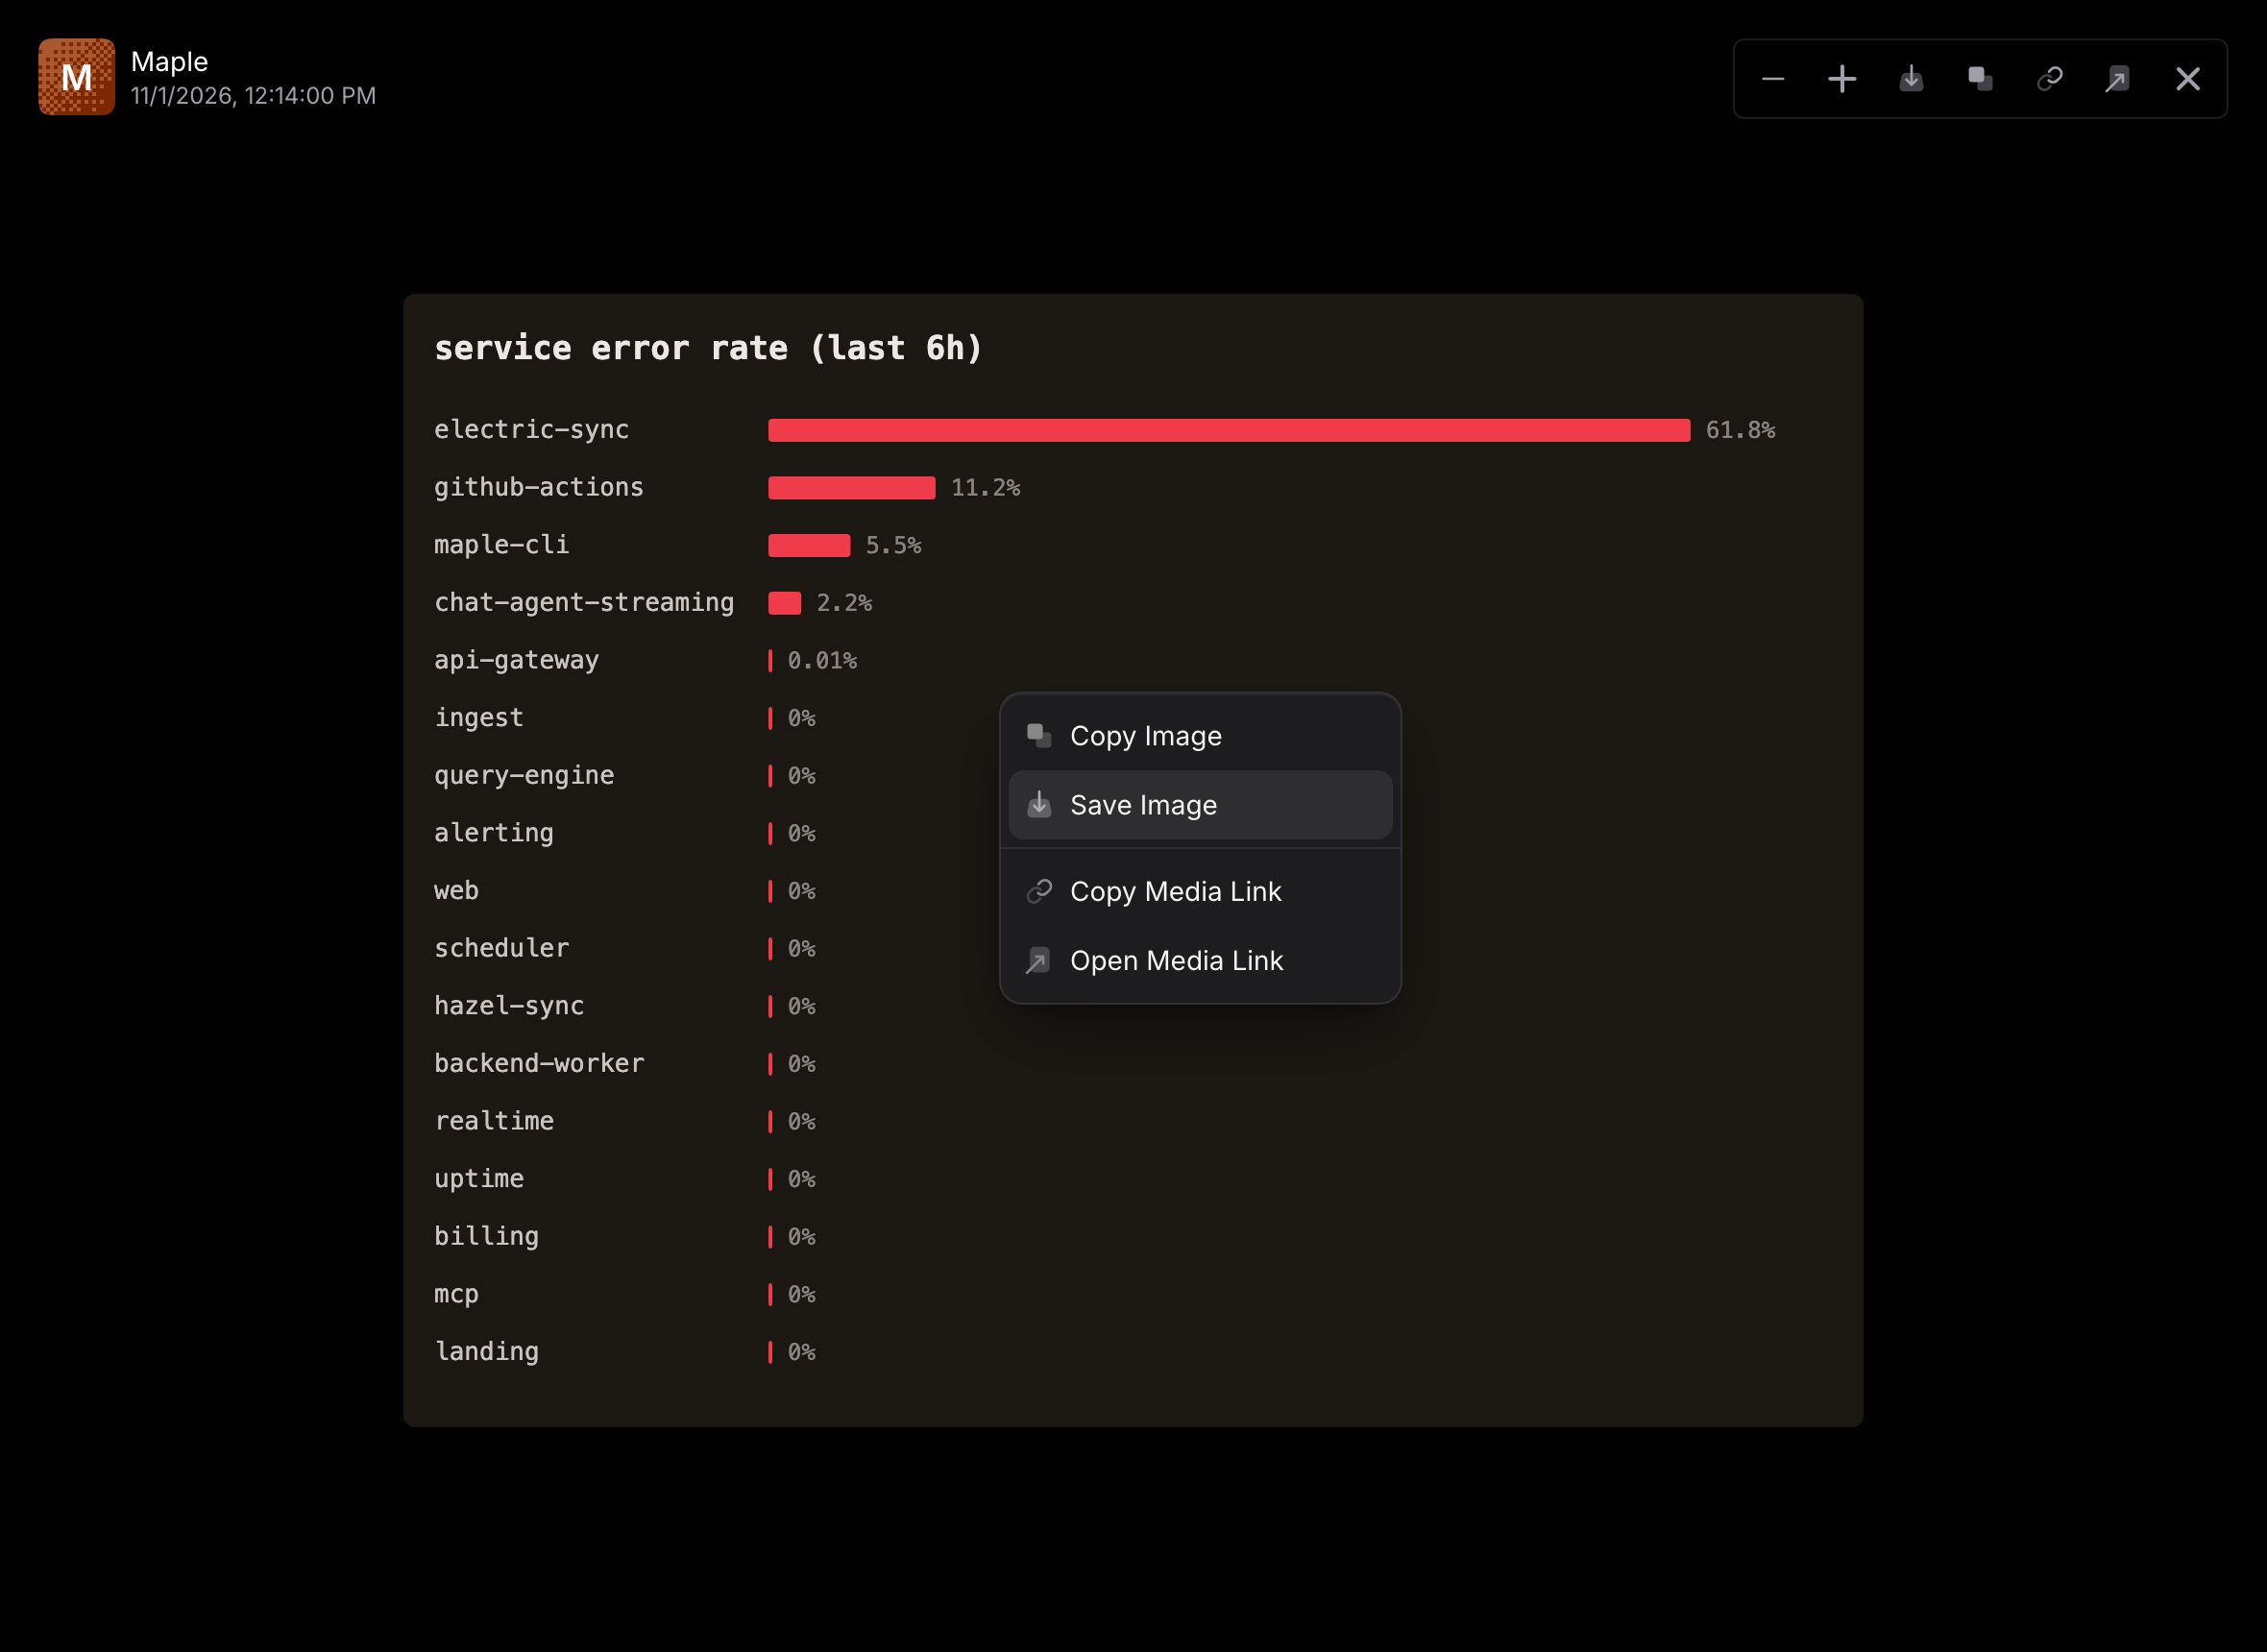 M
Maple
11/1/2026, 12:14:00 PM
service error rate (last 6h)
electric-sync 61.8%
github-actions 11.2%
maple-cli 5.5%
chat-agent-streaming 2.2%
api-gateway 0.01%
ingest 0%
query-engine 0%
alerting 0%
web 0%
scheduler 0%
hazel-sync 0%
backend-worker 0%
realtime 0%
uptime 0%
billing 0%
mcp 0%
landing 0%
Copy Image
Save Image
Copy Media Link
Open Media Link